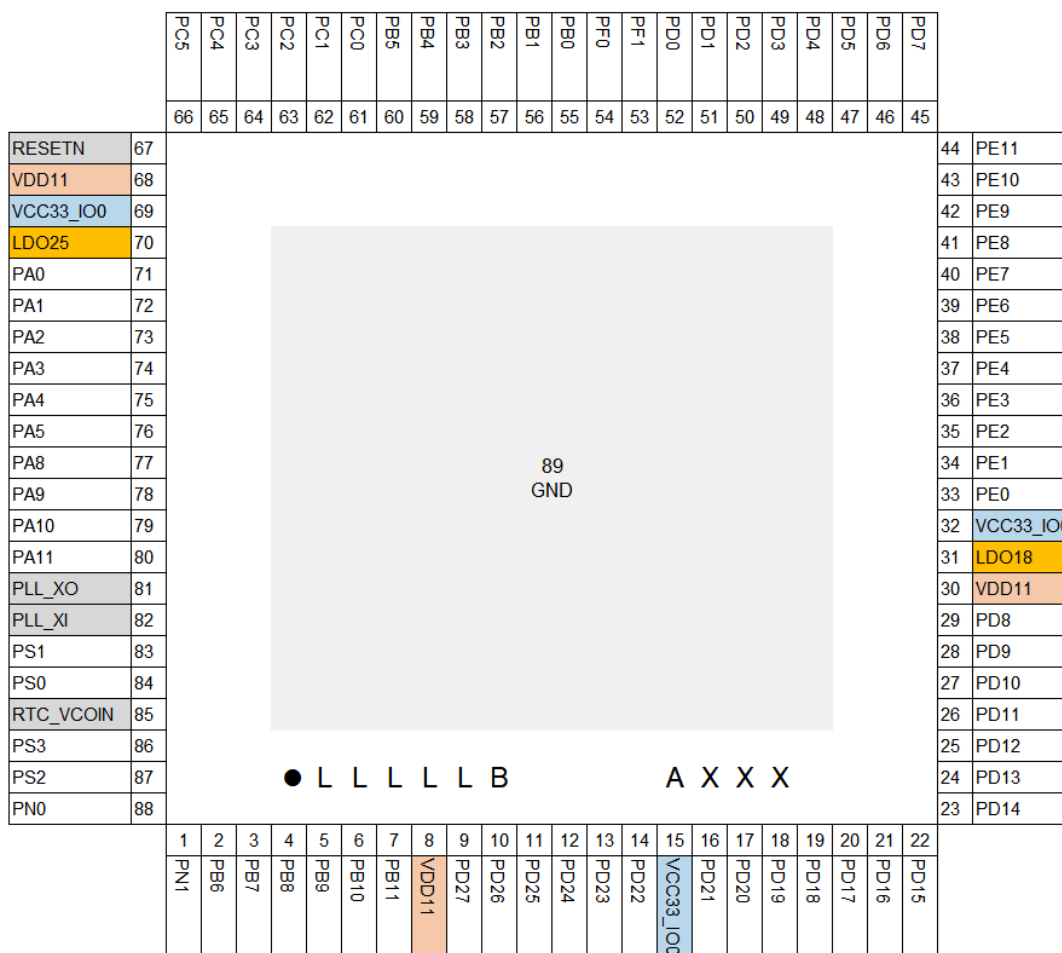 PC5 PC4 PC3 PC2 PC1 PC0 PB5 PB4 PB3 PB2 PB1 PB0 PF0 PF1 PD0 PD1 PD2 PD3 PD4 PD5 PD6 PD7
66 65 64 63 62 61 60 59 58 57 56 55 54 53 52 51 50 49 48 47 46 45
RESETN 67 44 PE11
VDD11 68 43 PE10
VCC33_IO0 69 42 PE9
LDO25 70 41 PE8
PA0 71 40 PE7
PA1 72 39 PE6
PA2 73 38 PE5
PA3 74 37 PE4
PA4 75 36 PE3
PA5 76 35 PE2
PA8 77 89 34 PE1
PA9 78 GND 33 PE0
PA10 79 32 VCC33_IO0
PA11 80 31 LDO18
PLL_XO 81 30 VDD11
PLL_XI 82 29 PD8
PS1 83 28 PD9
PS0 84 27 PD10
RTC_VCOIN 85 26 PD11
PS3 86 25 PD12
PS2 87 ●LLLLLB AXXX 24 PD13
PN0 88 23 PD14
1 2 3 4 5 6 7 8 9 10 11 12 13 14 15 16 17 18 19 20 21 22
PN1 PB6 PB7 PB8 PB9 PB10 PB11 VDD11 PD27 PD26 PD25 PD24 PD23 PD22 VCC33_IO0 PD21 PD20 PD19 PD18 PD17 PD16 PD15